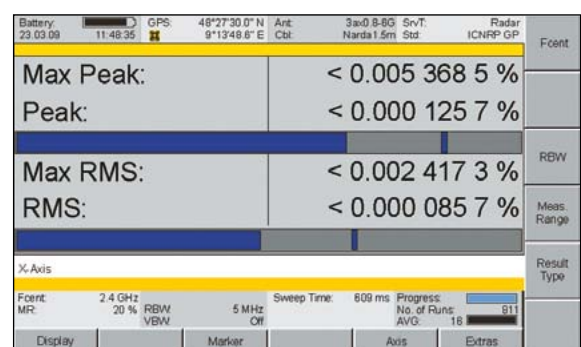 Battery: GPS: 48°27'30.0" N Ant: 3ax0.8-6G SrvT: Radar
23.03.09 11:48:35 9°13'48.6" E Cbl: Narda1.5m Std: ICNRP GP
Fcent
Max Peak: < 0.005 368 5 %
Peak: < 0.000 125 7 %
RBW
Max RMS: < 0.002 417 3 %
RMS: < 0.000 085 7 %
Meas. Range
Result Type
X-Axis
Fcent: 2.4 GHz Sweep Time: 609 ms Progress:
MR: 20 % RBW: 5 MHz No. of Runs: 911
VBW: Off AVG: 16
Display Marker Axis Extras